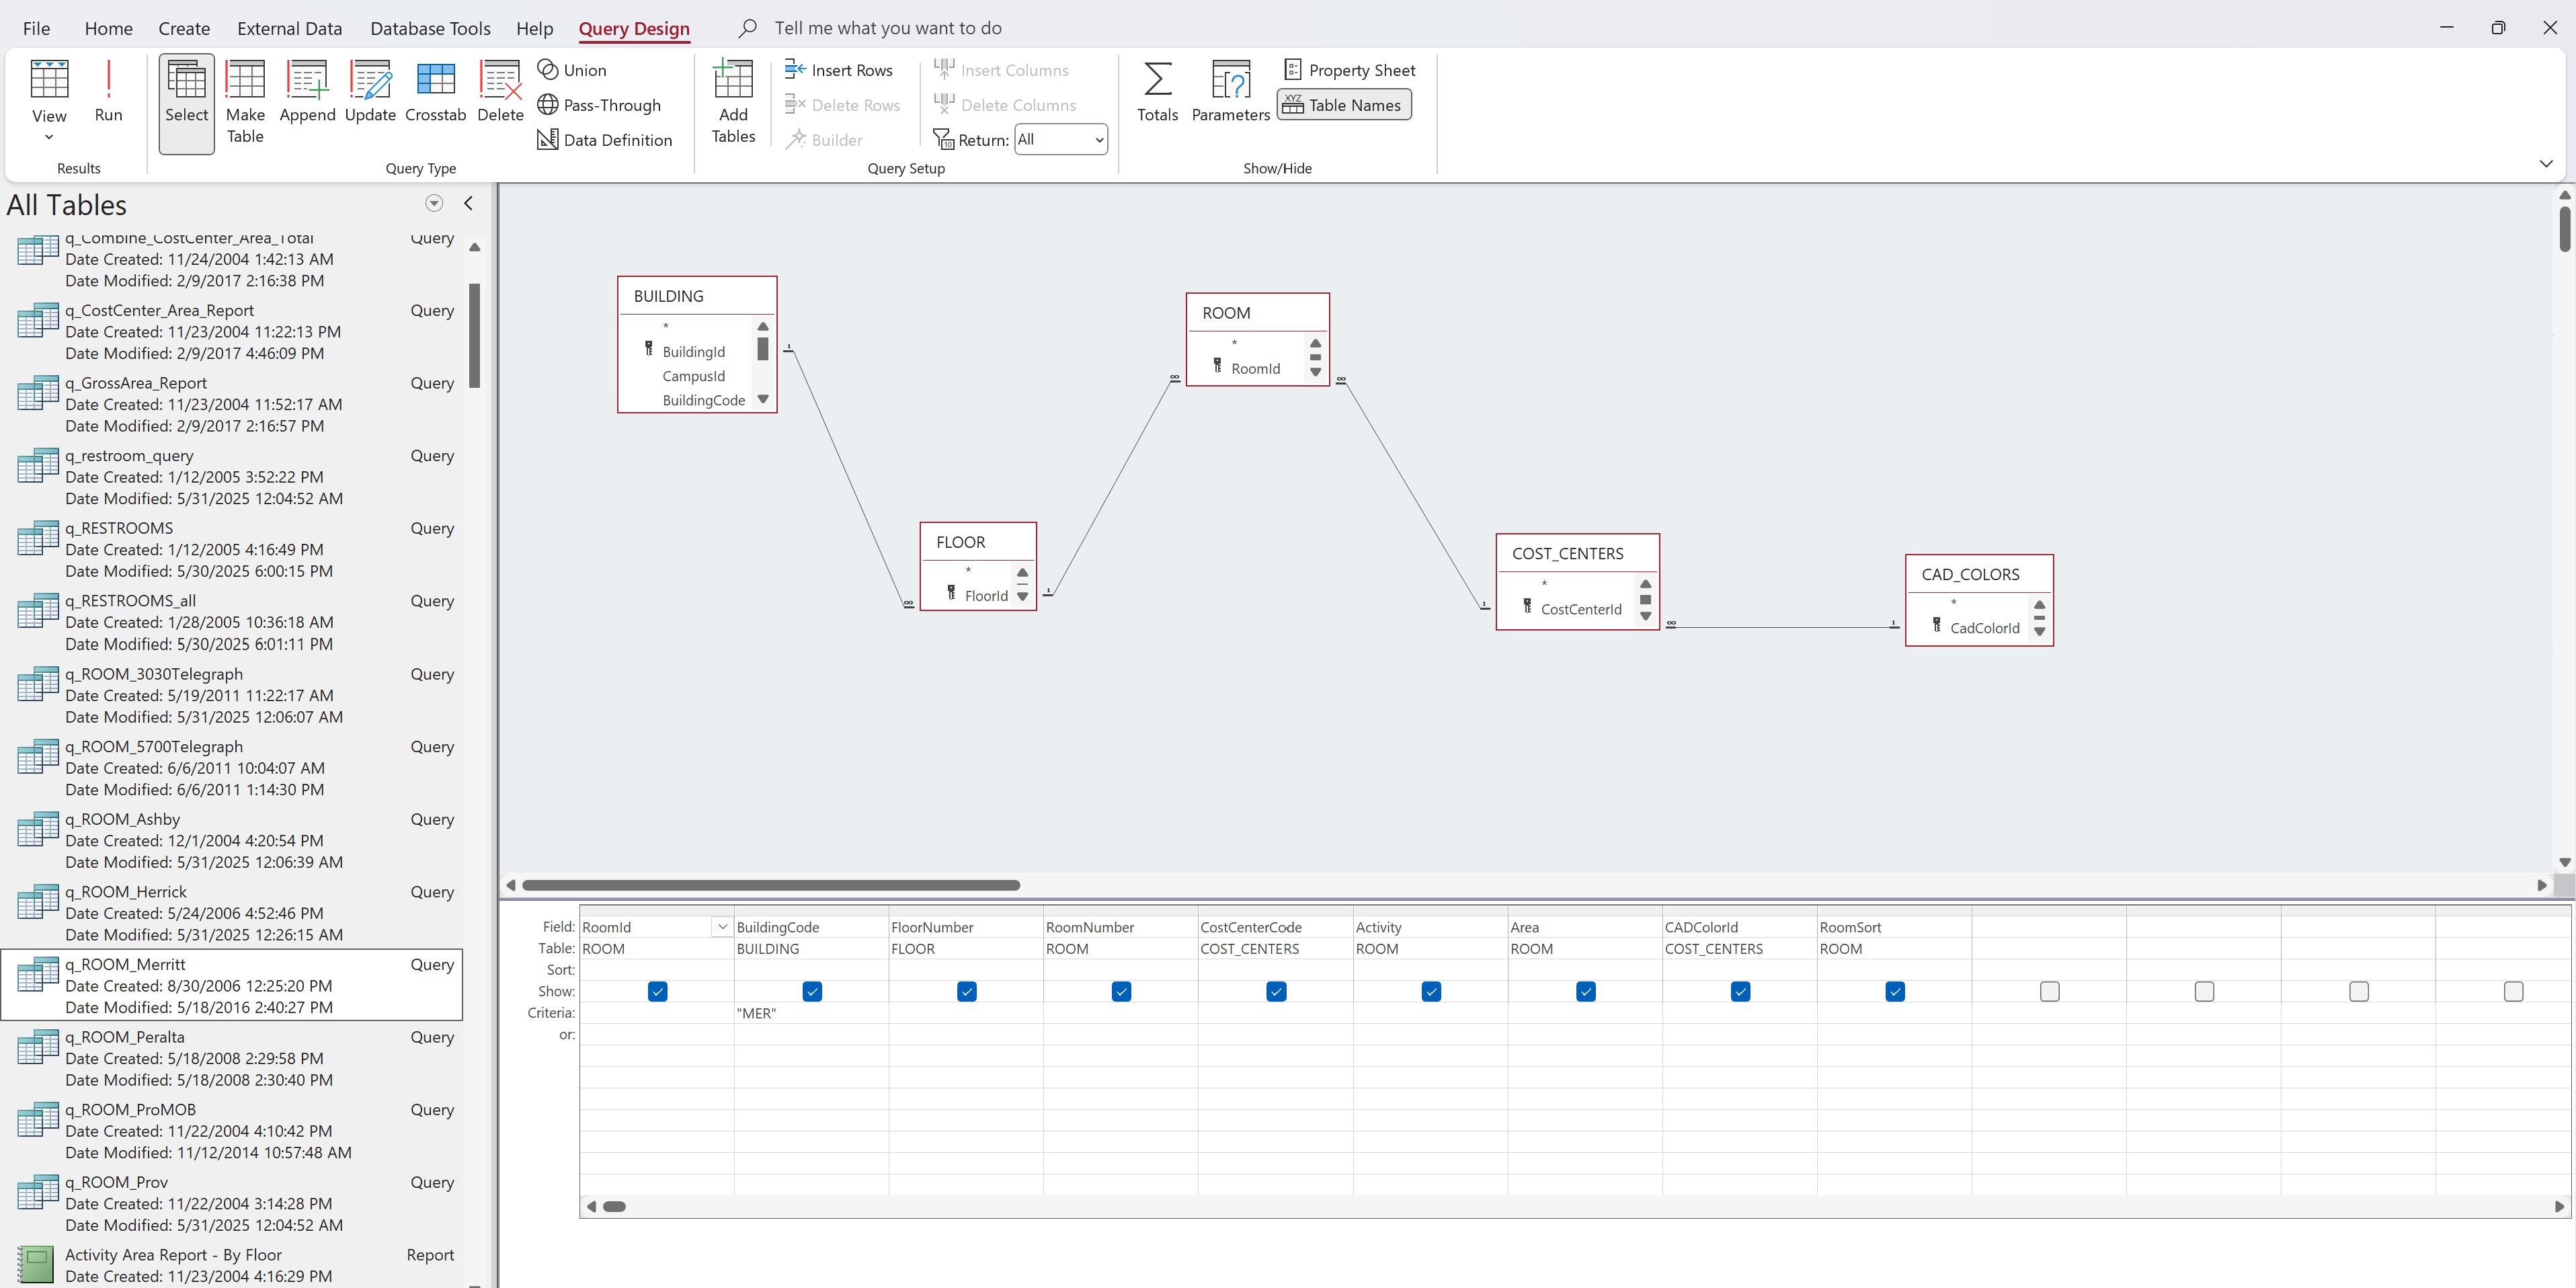 File Home Create External Data Database Tools Help Query Design Tell me what you want to do
View Run
Results
Select Make Table Append Update Crosstab Delete
Union
Pass-Through
Data Definition
Query Type
Add Tables
Insert Rows
Delete Rows
Builder
Insert Columns
Delete Columns
Return: All
Query Setup
Totals Parameters
Property Sheet
Table Names
Show/Hide
All Tables
q_Combine_CostCenter_Area_Total Query
Date Created: 11/24/2004 1:42:13 AM
Date Modified: 2/9/2017 2:16:38 PM
q_CostCenter_Area_Report Query
Date Created: 11/23/2004 11:22:13 PM
Date Modified: 2/9/2017 4:46:09 PM
q_GrossArea_Report Query
Date Created: 11/23/2004 11:52:17 AM
Date Modified: 2/9/2017 2:16:57 PM
q_restroom_query Query
Date Created: 1/12/2005 3:52:22 PM
Date Modified: 5/31/2025 12:04:52 AM
q_RESTROOMS Query
Date Created: 1/12/2005 4:16:49 PM
Date Modified: 5/30/2025 6:00:15 PM
q_RESTROOMS_all Query
Date Created: 1/28/2005 10:36:18 AM
Date Modified: 5/30/2025 6:01:11 PM
q_ROOM_3030Telegraph Query
Date Created: 5/19/2011 11:22:17 AM
Date Modified: 5/31/2025 12:06:07 AM
q_ROOM_5700Telegraph Query
Date Created: 6/6/2011 10:04:07 AM
Date Modified: 6/6/2011 1:14:30 PM
q_ROOM_Ashby Query
Date Created: 12/1/2004 4:20:54 PM
Date Modified: 5/31/2025 12:06:39 AM
q_ROOM_Herrick Query
Date Created: 5/24/2006 4:52:46 PM
Date Modified: 5/31/2025 12:26:15 AM
q_ROOM_Merritt Query
Date Created: 8/30/2006 12:25:20 PM
Date Modified: 5/18/2016 2:40:27 PM
q_ROOM_Peralta Query
Date Created: 5/18/2008 2:29:58 PM
Date Modified: 5/18/2008 2:30:40 PM
q_ROOM_ProMOB Query
Date Created: 11/22/2004 4:10:42 PM
Date Modified: 11/12/2014 10:57:48 AM
q_ROOM_Prov Query
Date Created: 11/22/2004 3:14:28 PM
Date Modified: 5/31/2025 12:04:52 AM
Activity Area Report - By Floor Report
Date Created: 11/23/2004 4:16:29 PM
BUILDING
*
BuildingId
CampusId
BuildingCode
1
∞
FLOOR
*
FloorId
1
∞
ROOM
*
RoomId
∞
1
COST_CENTERS
*
CostCenterId
∞
1
CAD_COLORS
*
CadColorId
Field: RoomId BuildingCode FloorNumber RoomNumber CostCenterCode Activity Area CADColorId RoomSort
Table: ROOM BUILDING FLOOR ROOM COST_CENTERS ROOM ROOM COST_CENTERS ROOM
Sort:
Show:
Criteria: "MER"
or: